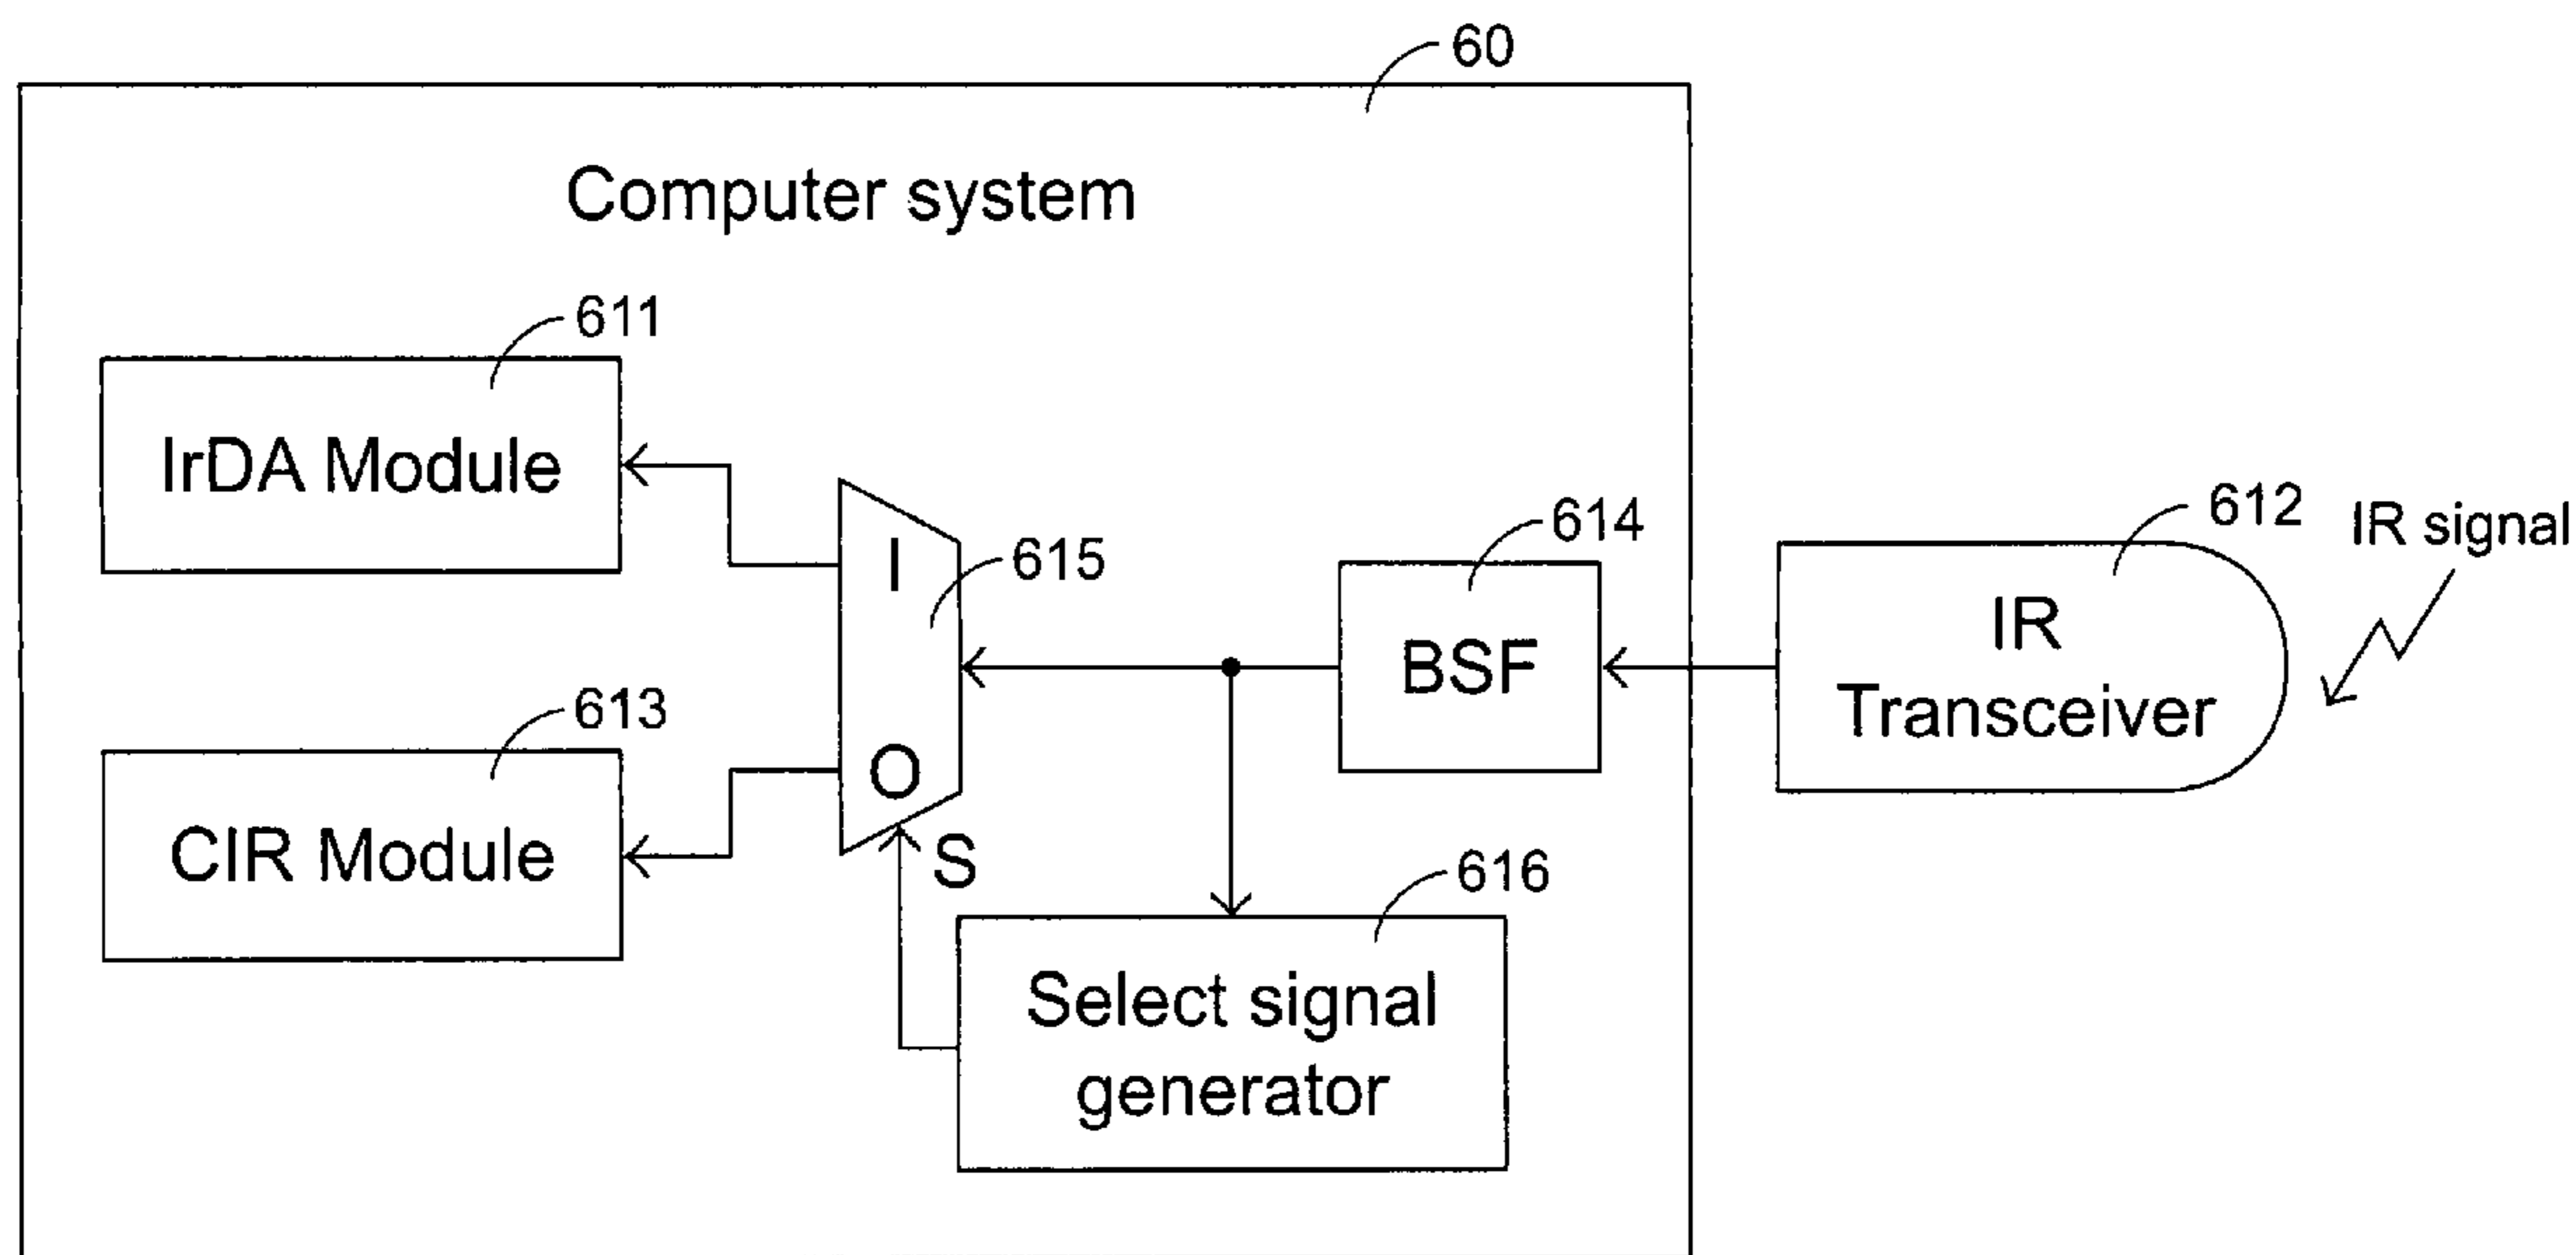 60
Computer system
611
IrDA Module
I
615
614
BSF
612
IR signal
IR
Transceiver
613
CIR Module
O
S
616
Select signal
generator